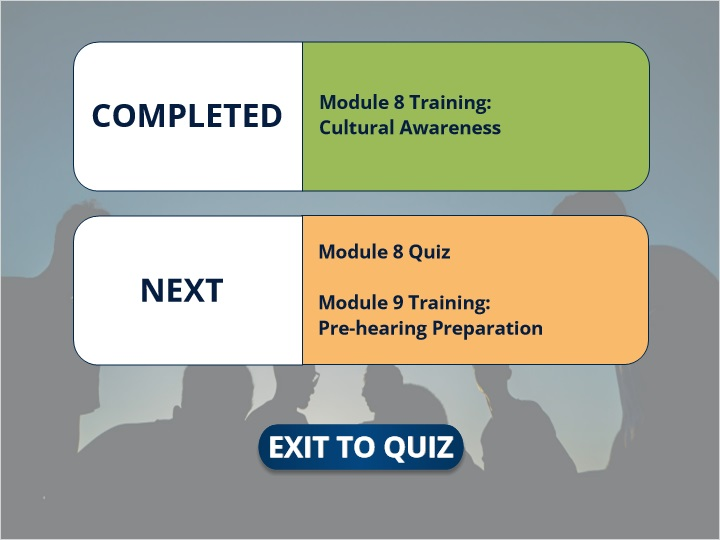 COMPLETED
Module 8 Training:
Cultural Awareness
NEXT
Module 8 Quiz
Module 9 Training:
Pre-hearing Preparation
EXIT TO QUIZ